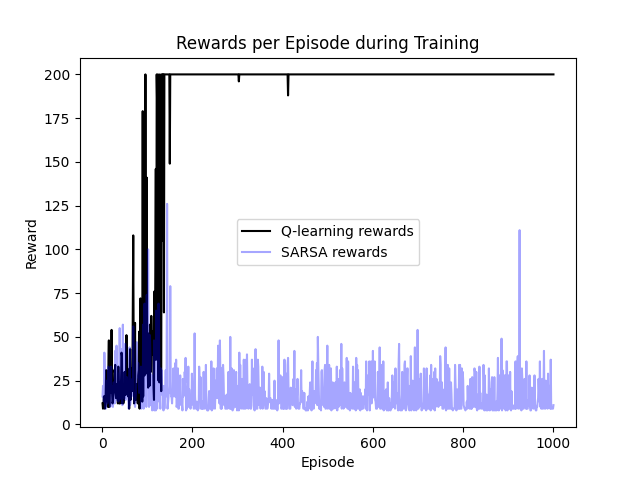 Rewards per Episode during Training
Reward
200
175
150
125
100
75
50
25
0
Q-learning rewards
SARSA rewards
0 200 400 600 800 1000
Episode